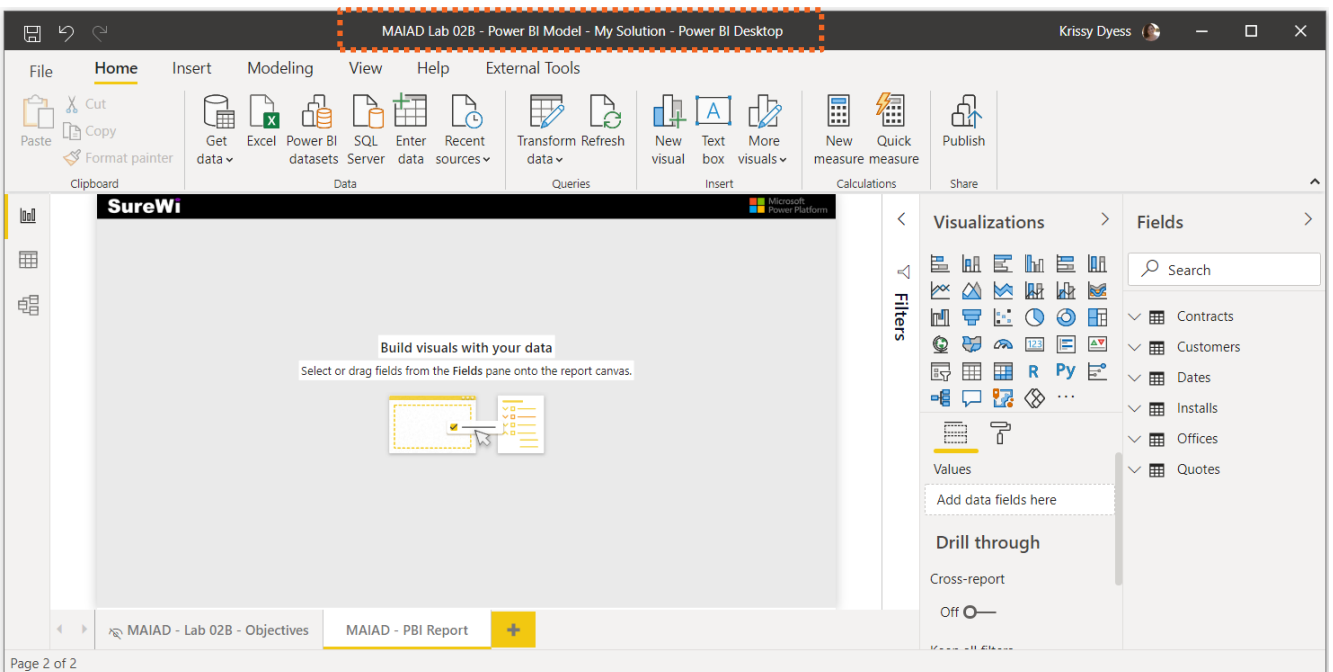 MAIAD Lab 02B - Power BI Model - My Solution - Power BI Desktop
Krissy Dyess
File
Home
Insert
Modeling
View
Help
External Tools
Paste
Cut
Copy
Format painter
Clipboard
Get data
Excel
Power BI datasets
SQL Server
Enter data
Recent sources
Data
Transform data
Refresh
Queries
New visual
Text box
More visuals
Insert
New measure
Quick measure
Calculations
Publish
Share
SureWi
Microsoft
Power Platform
Build visuals with your data
Select or drag fields from the Fields pane onto the report canvas.
Filters
Visualizations
123
R
Py
Values
Add data fields here
Drill through
Cross-report
Off
Keep all filters
Fields
Search
Contracts
Customers
Dates
Installs
Offices
Quotes
MAIAD - Lab 02B - Objectives
MAIAD - PBI Report
Page 2 of 2